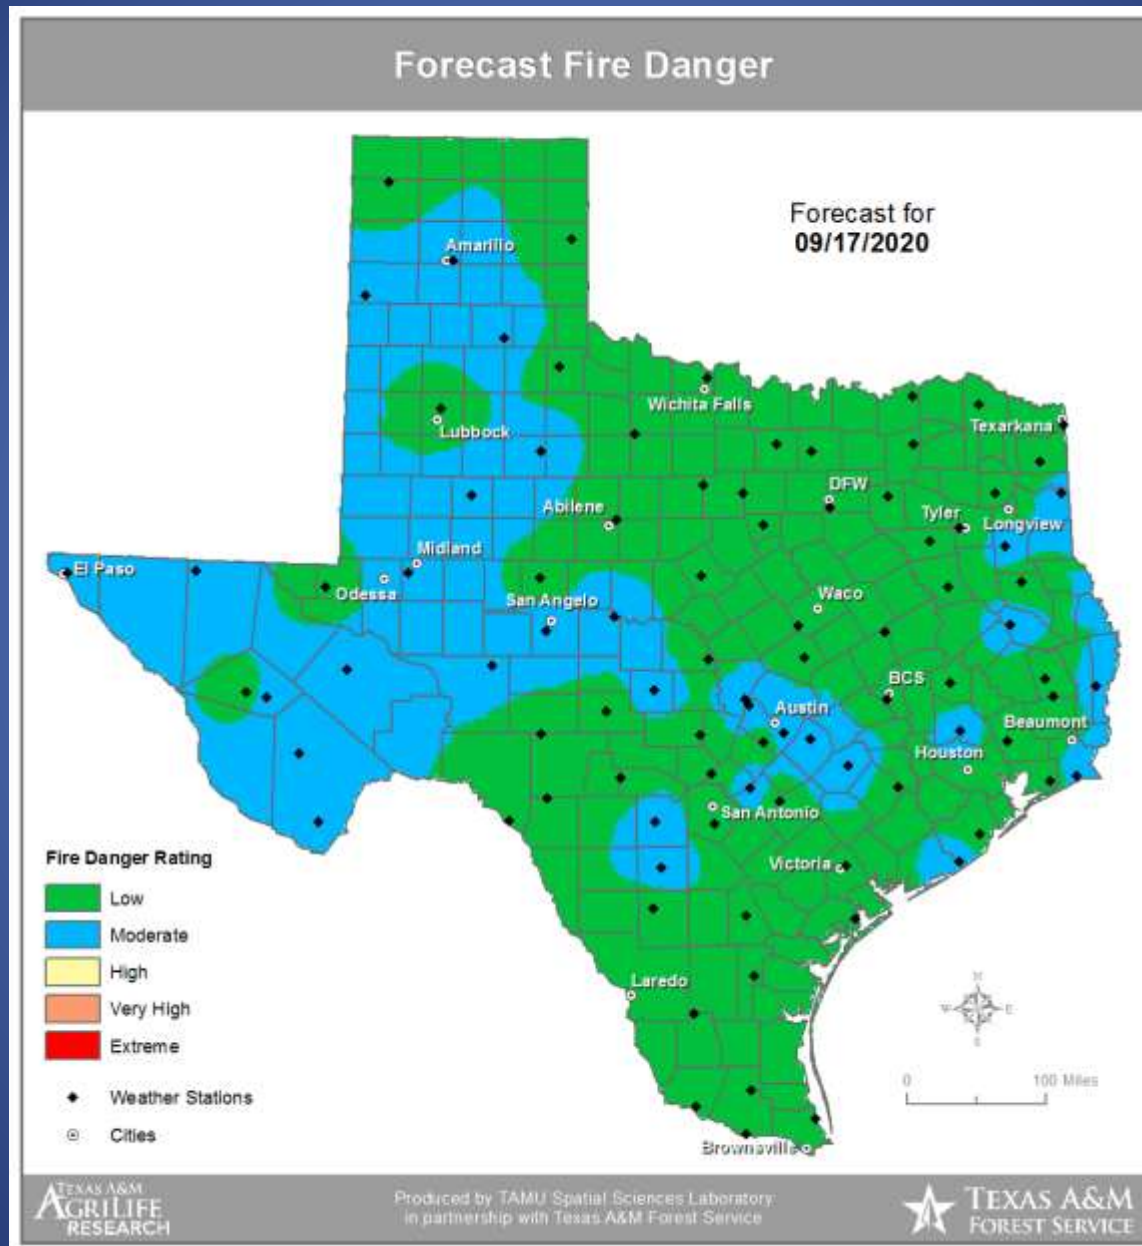 Forecast Fire Danger
Forecast for
09/17/2020
Amarillo
Wichita Falls
Lubbock
Texarkana
DFW
Abilene
Tyler
Longview
Midland
El Paso
Odessa
San Angelo
Waco
BCS
Austin
Beaumont
Houston
San Antonio
Victoria
Fire Danger Rating
Low
Moderate
High
Very High
Extreme
Laredo
N
W
E
S
0
100 Miles
Weather Stations
Cities
Brownsville
TEXAS A&M
AGRILIFE
RESEARCH
Produced by TAMU Spatial Sciences Laboratory
in partnership with Texas A&M Forest Service
TEXAS A&M
FOREST SERVICE